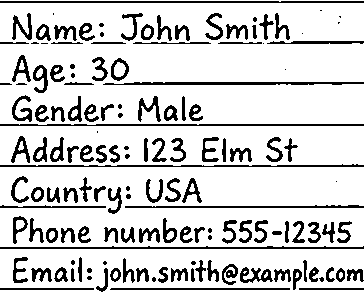 Name: John Smith
Age: 30
Gender: Male
Address: 123 Elm St
Country: USA
Phone number: 555-12345
Email: john.smith@example.com